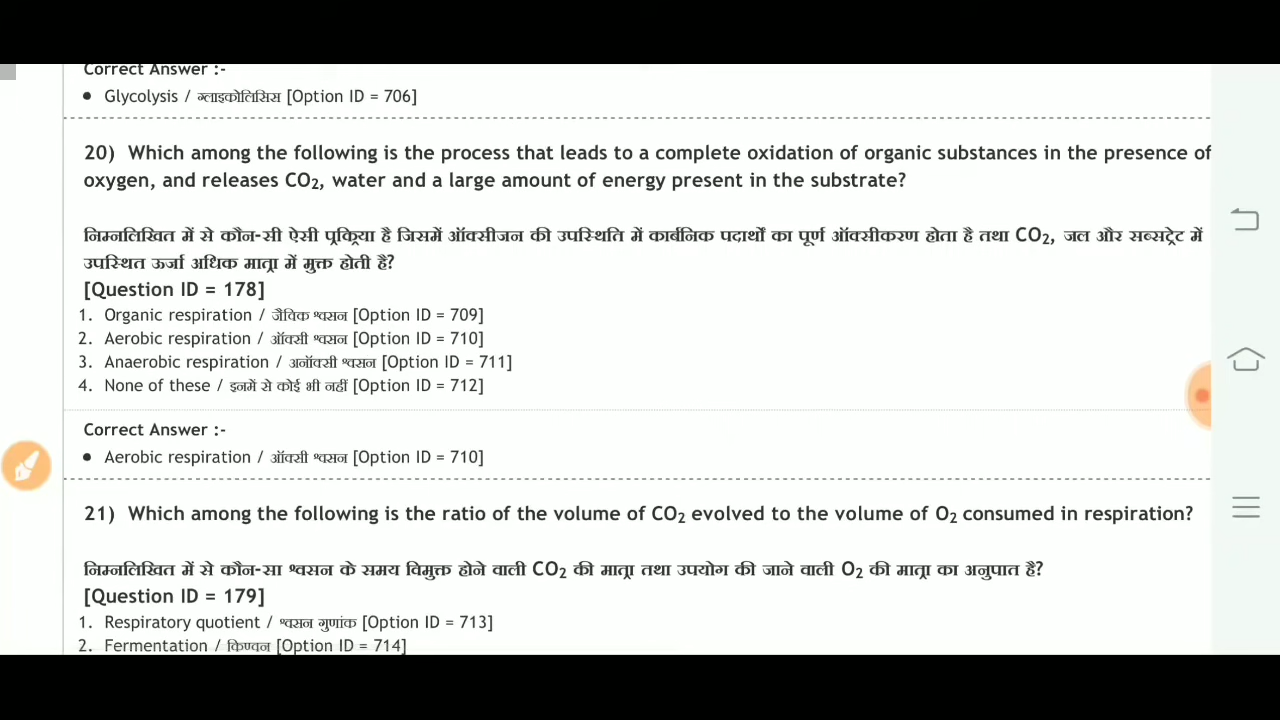 Correct Answer :-
● Glycolysis / ग्लाइकोलिसिस [Option ID = 706]
20) Which among the following is the process that leads to a complete oxidation of organic substances in the presence of
oxygen, and releases CO₂, water and a large amount of energy present in the substrate?
निम्नलिखित में से कौन-सी ऐसी प्रक्रिया है जिसमें ऑक्सीजन की उपस्थिति में कार्बनिक पदार्थों का पूर्ण ऑक्सीकरण होता है तथा CO₂, जल और सब्सट्रेट में
उपस्थित ऊर्जा अधिक मात्रा में मुक्त होती है?
[Question ID = 178]
1. Organic respiration / जैविक श्वसन [Option ID = 709]
2. Aerobic respiration / ऑक्सी श्वसन [Option ID = 710]
3. Anaerobic respiration / अनॉक्सी श्वसन [Option ID = 711]
4. None of these / इनमें से कोई भी नहीं [Option ID = 712]
Correct Answer :-
● Aerobic respiration / ऑक्सी श्वसन [Option ID = 710]
21) Which among the following is the ratio of the volume of CO₂ evolved to the volume of O₂ consumed in respiration?
निम्नलिखित में से कौन-सा श्वसन के समय विमुक्त होने वाली CO₂ की मात्रा तथा उपयोग की जाने वाली O₂ की मात्रा का अनुपात है?
[Question ID = 179]
1. Respiratory quotient / श्वसन गुणांक [Option ID = 713]
2. Fermentation / किण्वन [Option ID = 714]